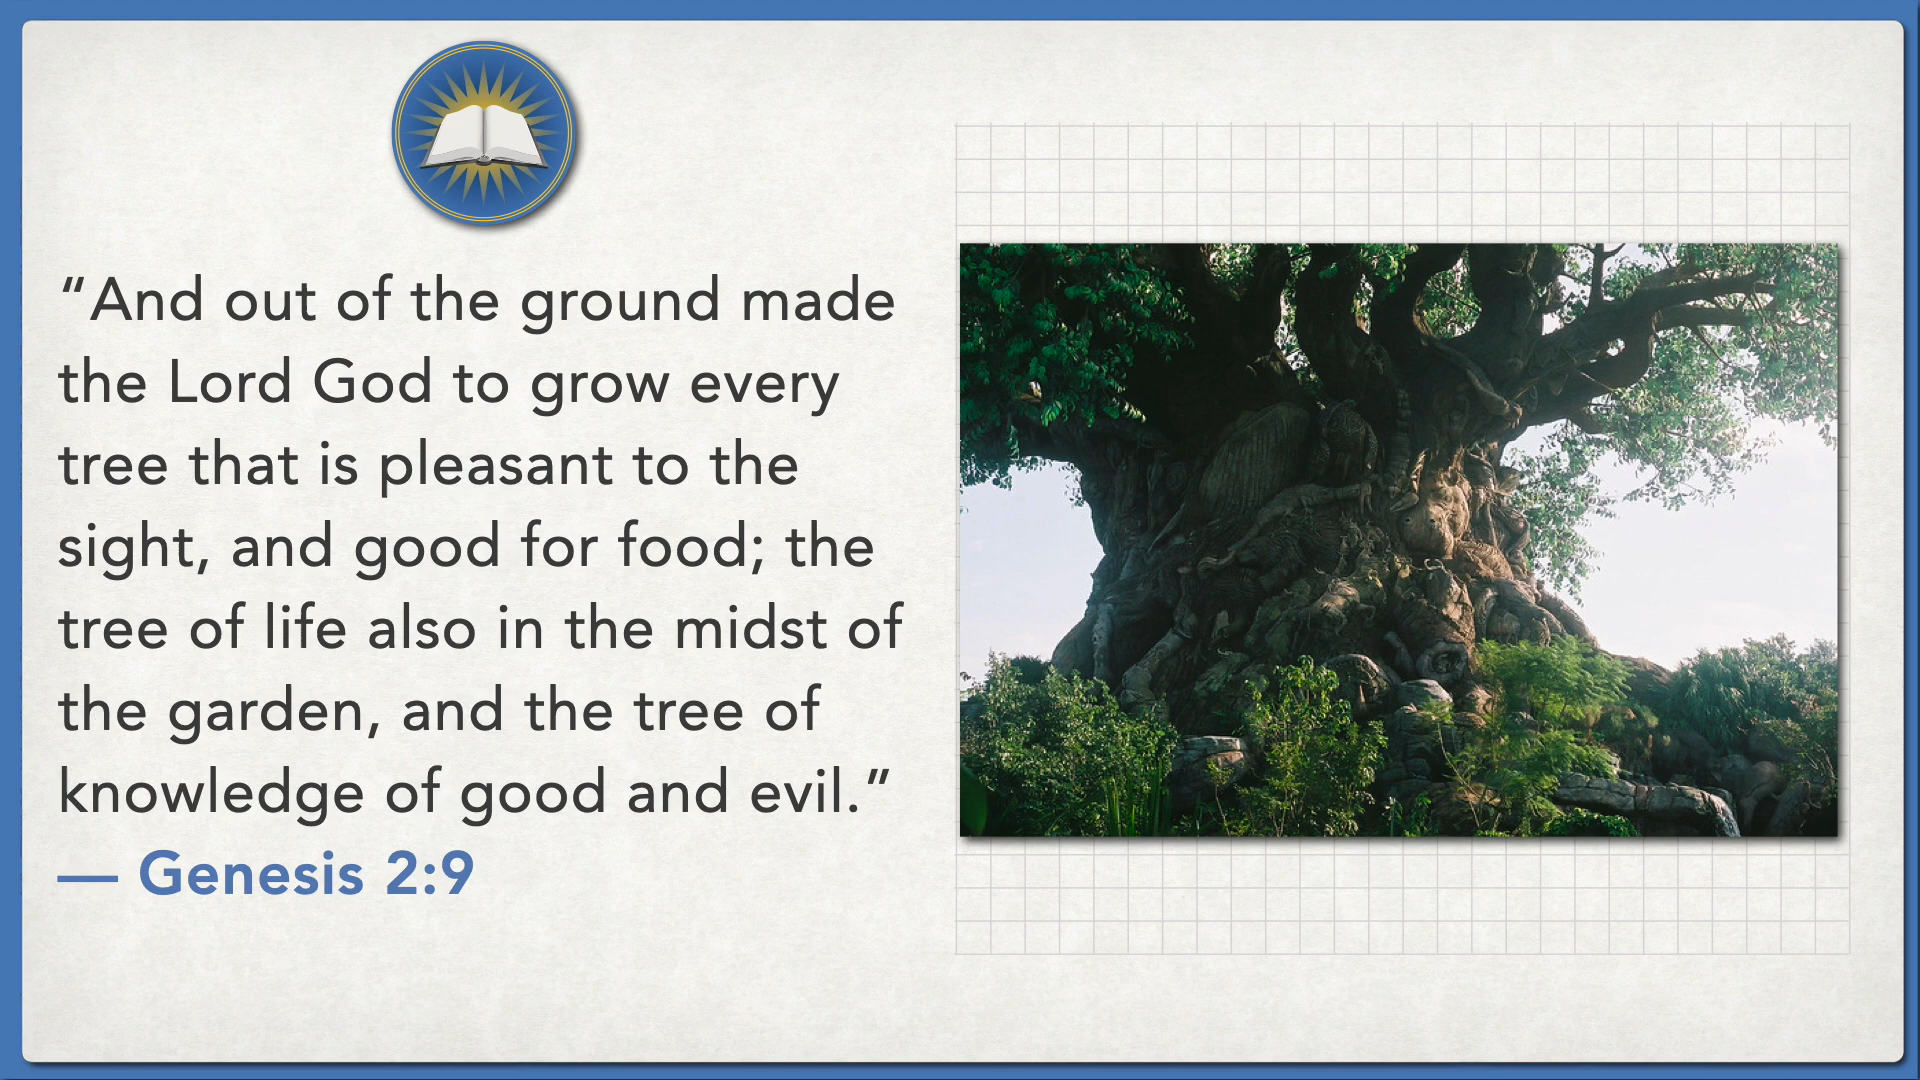 “And out of the ground made
the Lord God to grow every
tree that is pleasant to the
sight, and good for food; the
tree of life also in the midst of
the garden, and the tree of
knowledge of good and evil.”
— Genesis 2:9